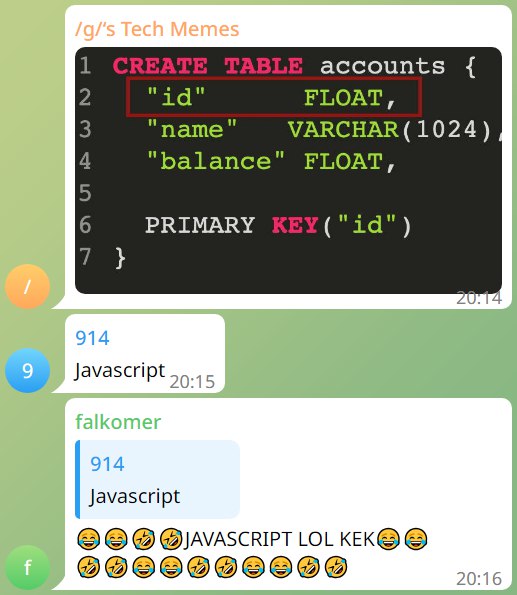 /g/‘s Tech Memes
1 CREATE TABLE accounts {
2 "id" FLOAT,
3 "name" VARCHAR(1024),
4 "balance" FLOAT,
5
6 PRIMARY KEY("id")
7 }
/
20:14
914
9
Javascript 20:15
falkomer
914
Javascript
😂😂🤣🤣JAVASCRIPT LOL KEK😂😂
🤣🤣😂😂🤣🤣😂😂🤣🤣
f
20:16